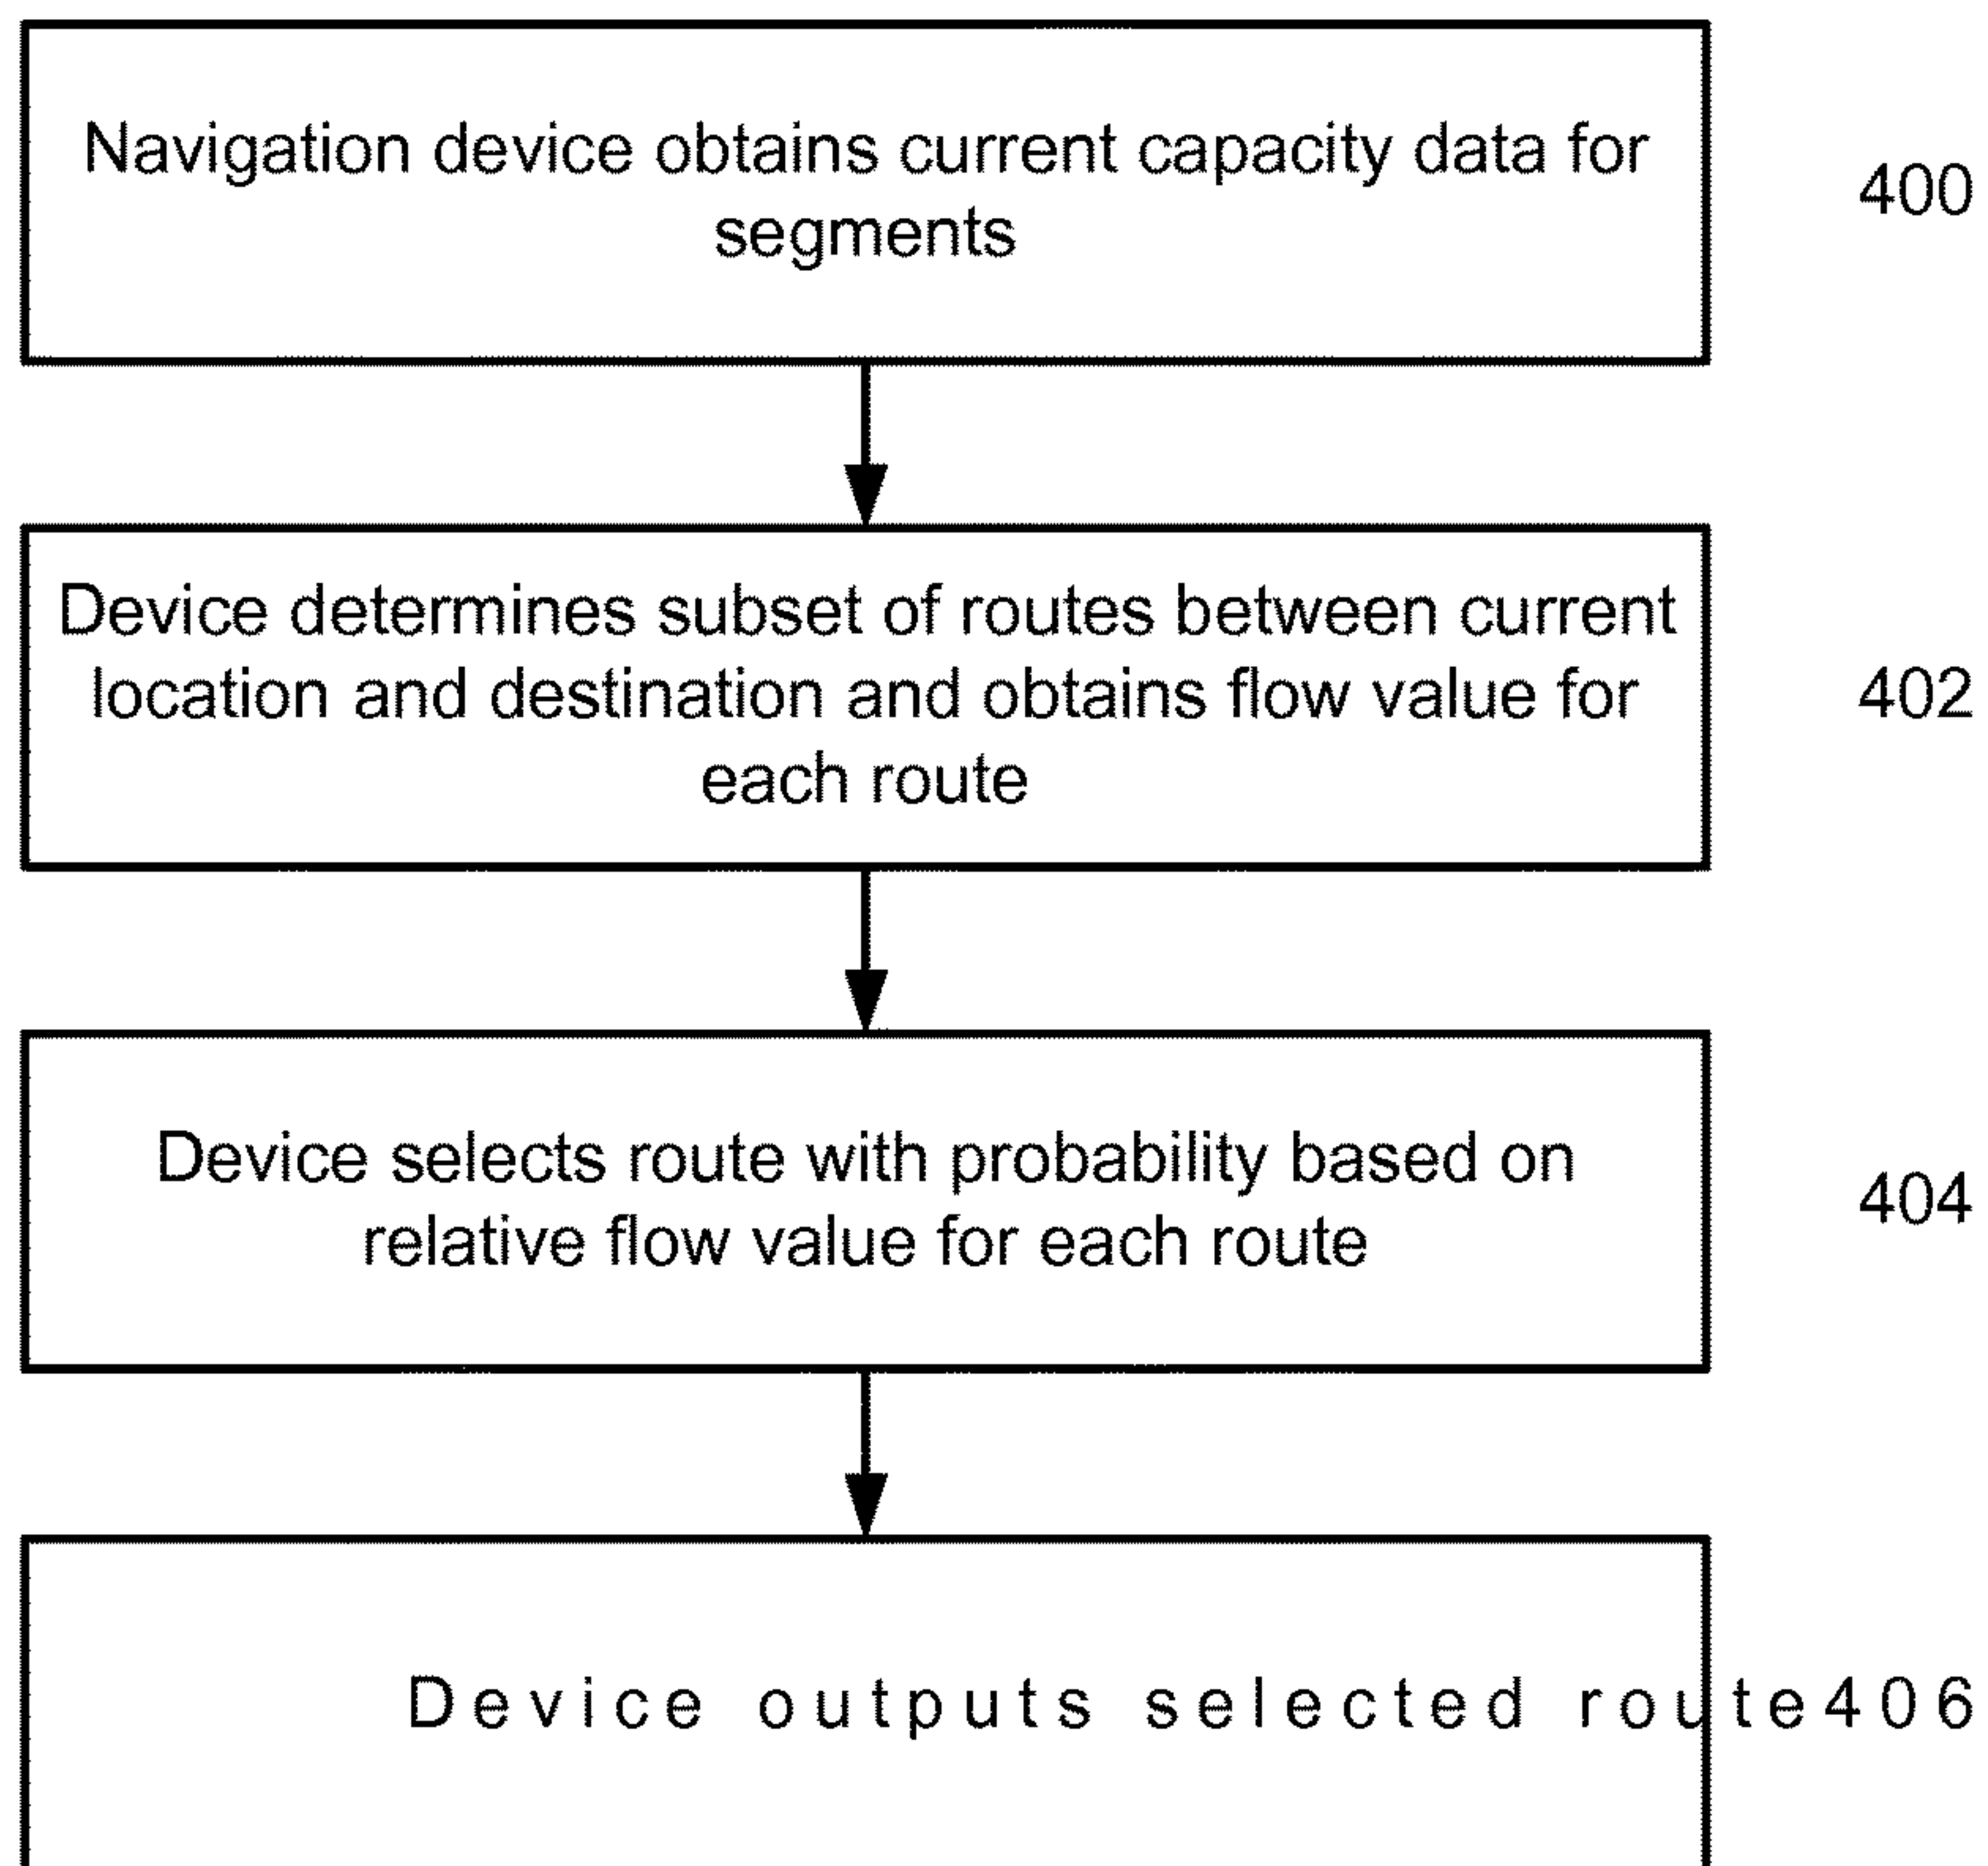 Navigation device obtains current capacity data for
segments
400
Device determines subset of routes between current
location and destination and obtains flow value for
each route
402
Device selects route with probability based on
relative flow value for each route
404
Device outputs selected route406